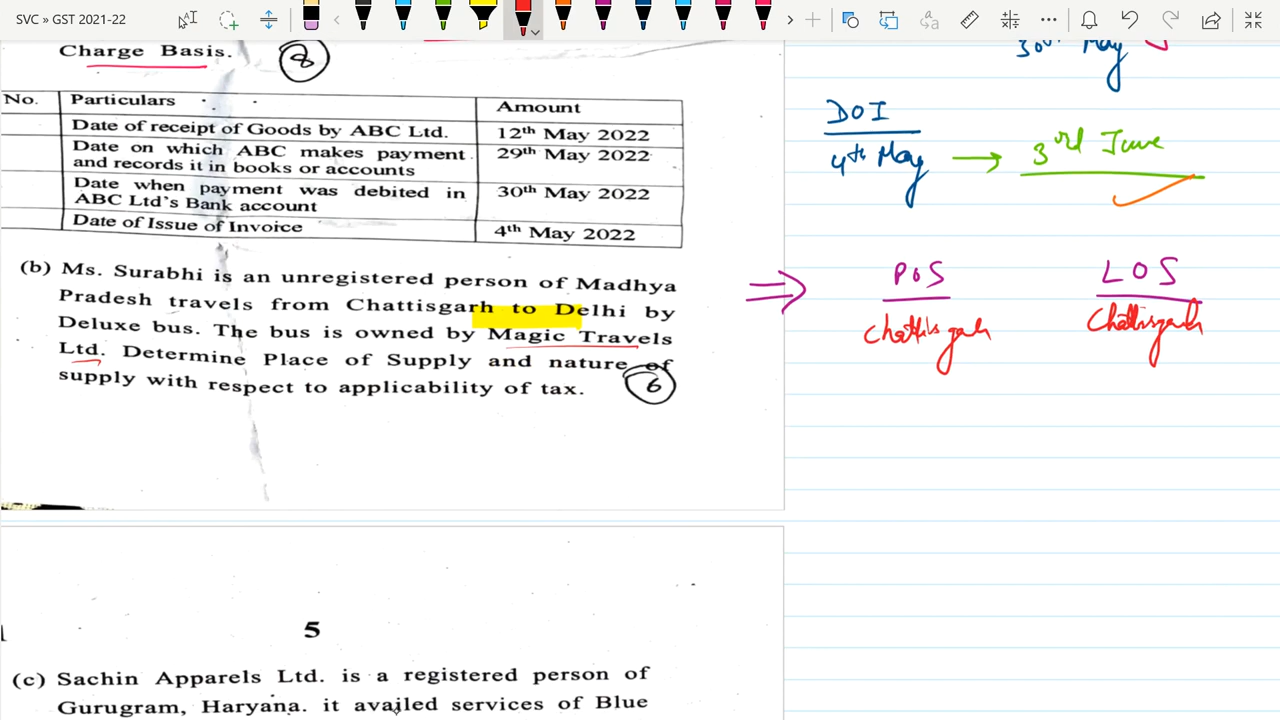 SVC » GST 2021-22
Charge Basis.
8
No. Particulars Amount
Date of receipt of Goods by ABC Ltd. 12th May 2022
Date on which ABC makes payment and records it in books or accounts 29th May 2022
Date when payment was debited in ABC Ltd's Bank account 30th May 2022
Date of Issue of Invoice 4th May 2022
(b) Ms. Surabhi is an unregistered person of Madhya
Pradesh travels from Chattisgarh to Delhi by
Deluxe bus. The bus is owned by Magic Travels
Ltd. Determine Place of Supply and nature of
supply with respect to applicability of tax.
6
5
(c) Sachin Apparels Ltd. is a registered person of
Gurugram, Haryana. it availed services of Blue
30th May
DOI
4th May → 3rd June
⇒ POS LOS
Chattisgarh Chattisgarh